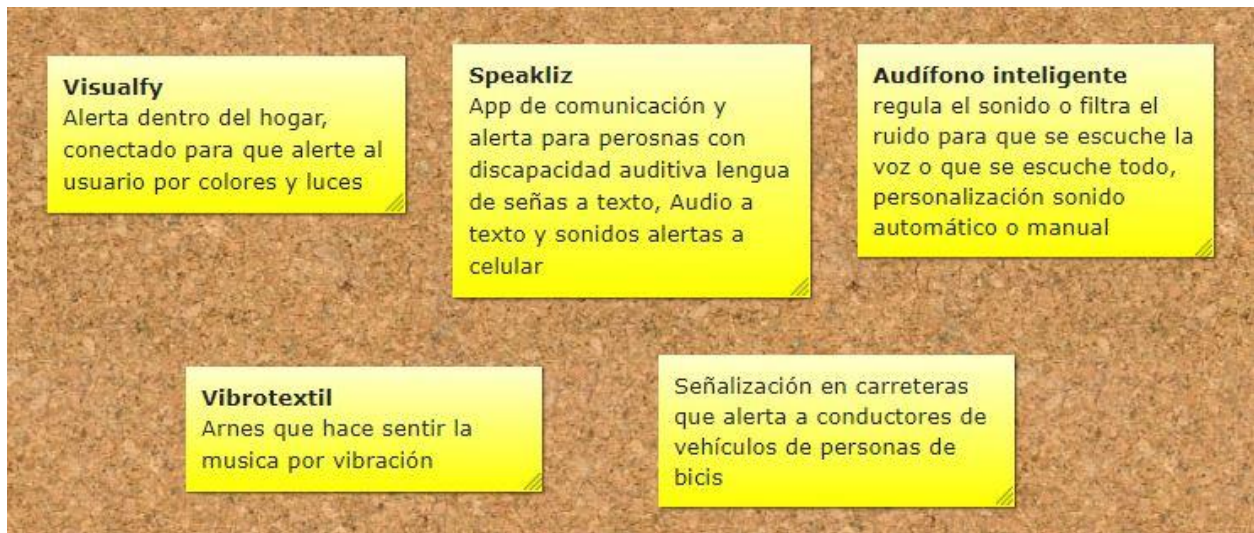 Visualfy
Alerta dentro del hogar,
conectado para que alerte al
usuario por colores y luces
Speakliz
App de comunicación y
alerta para perosnas con
discapacidad auditiva lengua
de señas a texto, Audio a
texto y sonidos alertas a
celular
Audífono inteligente
regula el sonido o filtra el
ruido para que se escuche la
voz o que se escuche todo,
personalización sonido
automático o manual
Vibrotextil
Arnes que hace sentir la
musica por vibración
Señalización en carreteras
que alerta a conductores de
vehículos de personas de
bicis